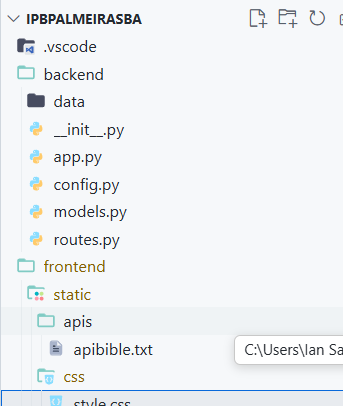 IPBPALMEIRASBA
.vscode
backend
data
__init__.py
app.py
config.py
models.py
routes.py
frontend
static
apis
apibible.txt
C:\Users\Ian Sa
css
style.css